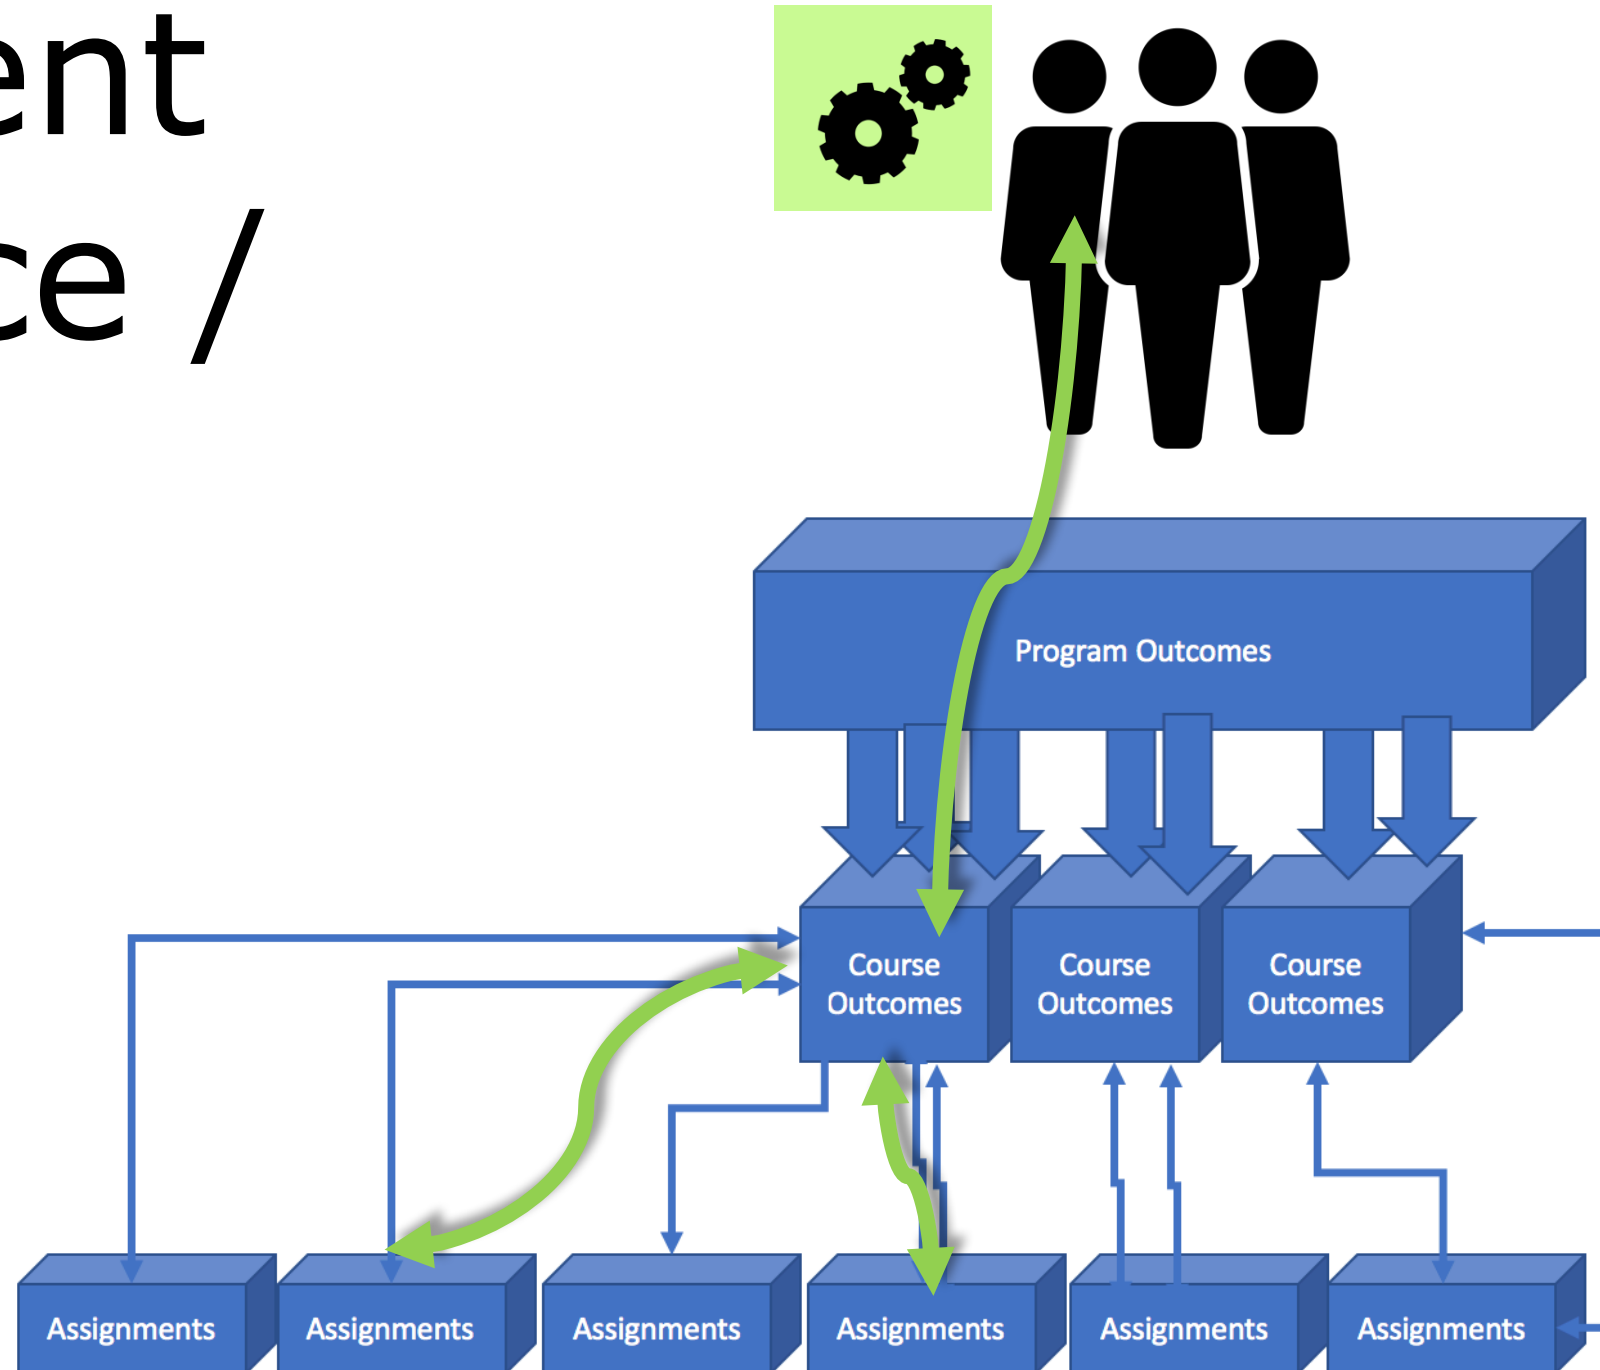 ent
ce /
Program Outcomes
Course
Outcomes
Course
Outcomes
Course
Outcomes
Assignments
Assignments
Assignments
Assignments
Assignments
Assignments